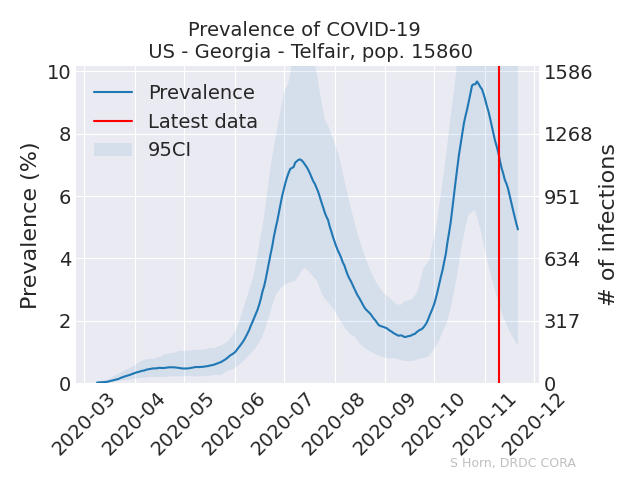 Prevalence of COVID-19
US - Georgia - Telfair, pop. 15860
Prevalence
Latest data
95CI
Prevalence (%)
10
8
6
4
2
0
1586
1268
951
634
317
0
# of infections
2020-03
2020-04
2020-05
2020-06
2020-07
2020-08
2020-09
2020-10
2020-11
2020-12
S Horn, DRDC CORA